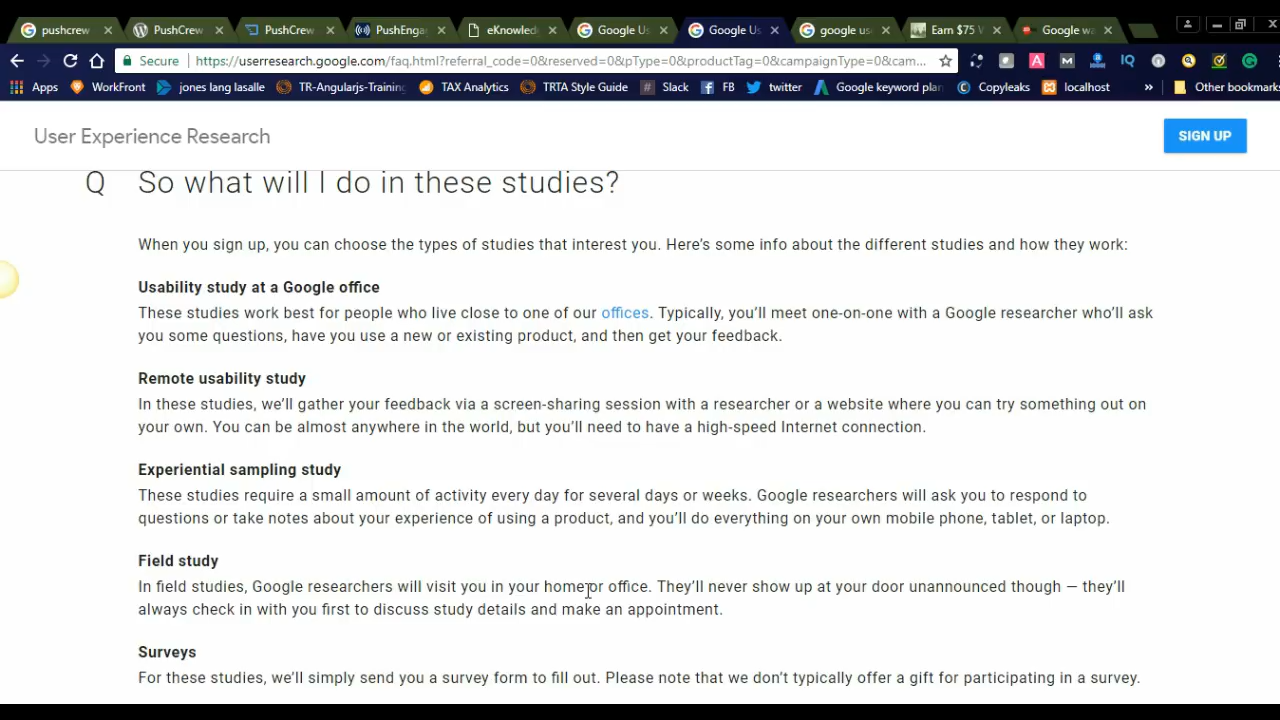 pushcrew
PushCrew
PushCrew
PushEnga
eKnowled
Google Us
Google Us
google us
Earn $75 V
Google wa
Secure
https://userresearch.google.com/faq.html?referral_code=0&reserved=0&pType=0&productTag=0&campaignType=0&cam...
Apps
WorkFront
jones lang lasalle
TR-Angularjs-Training
TAX Analytics
TRTA Style Guide
Slack
FB
twitter
Google keyword plan
Copyleaks
localhost
»
Other bookmarks
User Experience Research
SIGN UP
Q So what will I do in these studies?
When you sign up, you can choose the types of studies that interest you. Here’s some info about the different studies and how they work:
Usability study at a Google office
These studies work best for people who live close to one of our offices. Typically, you’ll meet one-on-one with a Google researcher who’ll ask
you some questions, have you use a new or existing product, and then get your feedback.
Remote usability study
In these studies, we’ll gather your feedback via a screen-sharing session with a researcher or a website where you can try something out on
your own. You can be almost anywhere in the world, but you’ll need to have a high-speed Internet connection.
Experiential sampling study
These studies require a small amount of activity every day for several days or weeks. Google researchers will ask you to respond to
questions or take notes about your experience of using a product, and you’ll do everything on your own mobile phone, tablet, or laptop.
Field study
In field studies, Google researchers will visit you in your home or office. They’ll never show up at your door unannounced though — they’ll
always check in with you first to discuss study details and make an appointment.
Surveys
For these studies, we’ll simply send you a survey form to fill out. Please note that we don’t typically offer a gift for participating in a survey.